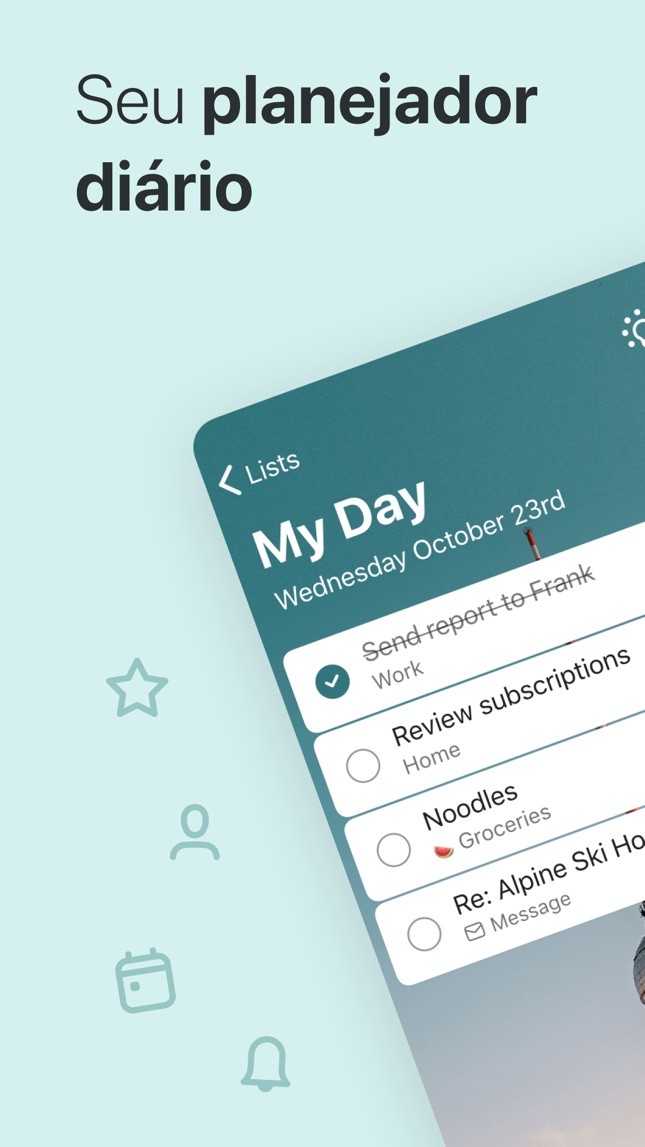 Seu planejador
diário
Lists
My Day
Wednesday October 23rd
Send report to Frank
Work
Review subscriptions
Home
Noodles
Groceries
Re: Alpine Ski Ho
Message